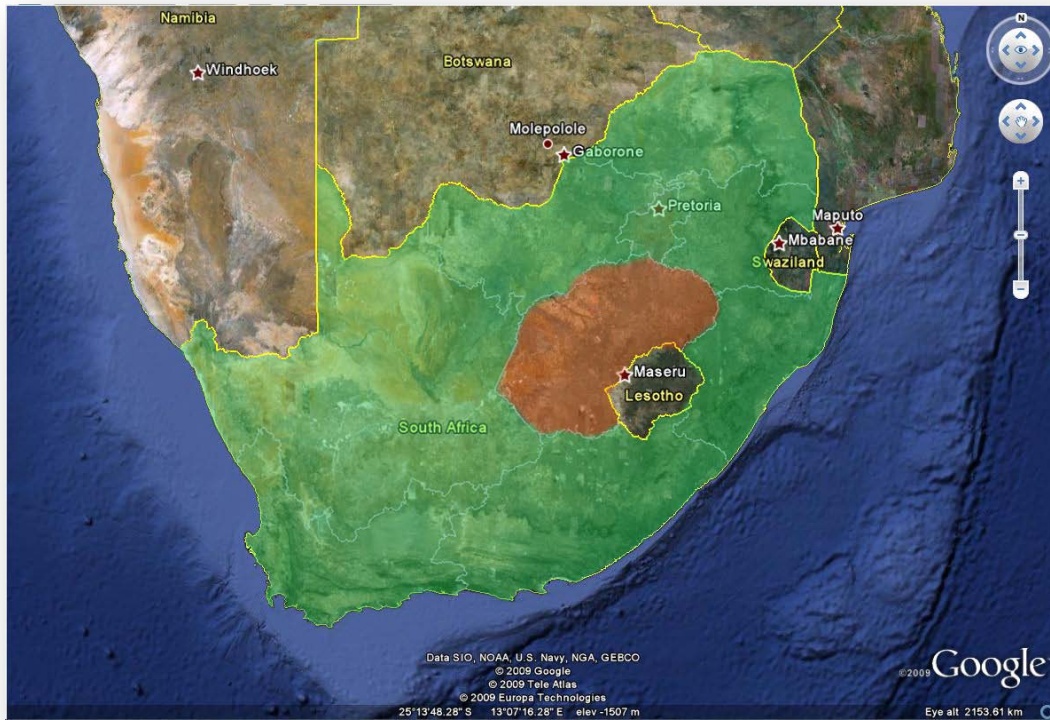 Namibia
Windhoek
Botswana
Molepolole
Gaborone
Pretoria
Maputo
Mbabane
Swaziland
Maseru
Lesotho
South Africa
N
Data SIO, NOAA, U.S. Navy, NGA, GEBCO
© 2009 Google
© 2009 Tele Atlas
© 2009 Europa Technologies
©2009 Google
25°13'48.28" S 13°07'16.28" E elev -1507 m
Eye alt 2153.61 km